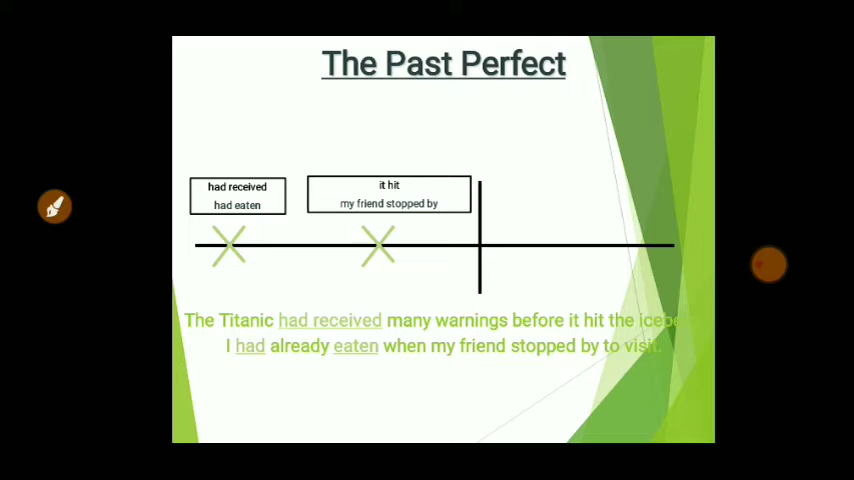 The Past Perfect
had received
had eaten
it hit
my friend stopped by
The Titanic had received many warnings before it hit the
I had already eaten when my friend stopped by to visit.